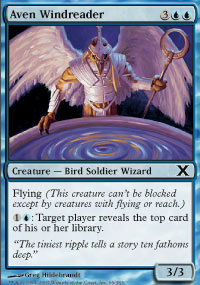 Aven Windreader 3
Creature — Bird Soldier Wizard X
Flying (This creature can't be blocked
except by creatures with flying or reach.)
1 : Target player reveals the top card
of his or her library.
"The tiniest ripple tells a story ten fathoms
deep."
Greg Hildebrandt
3/3